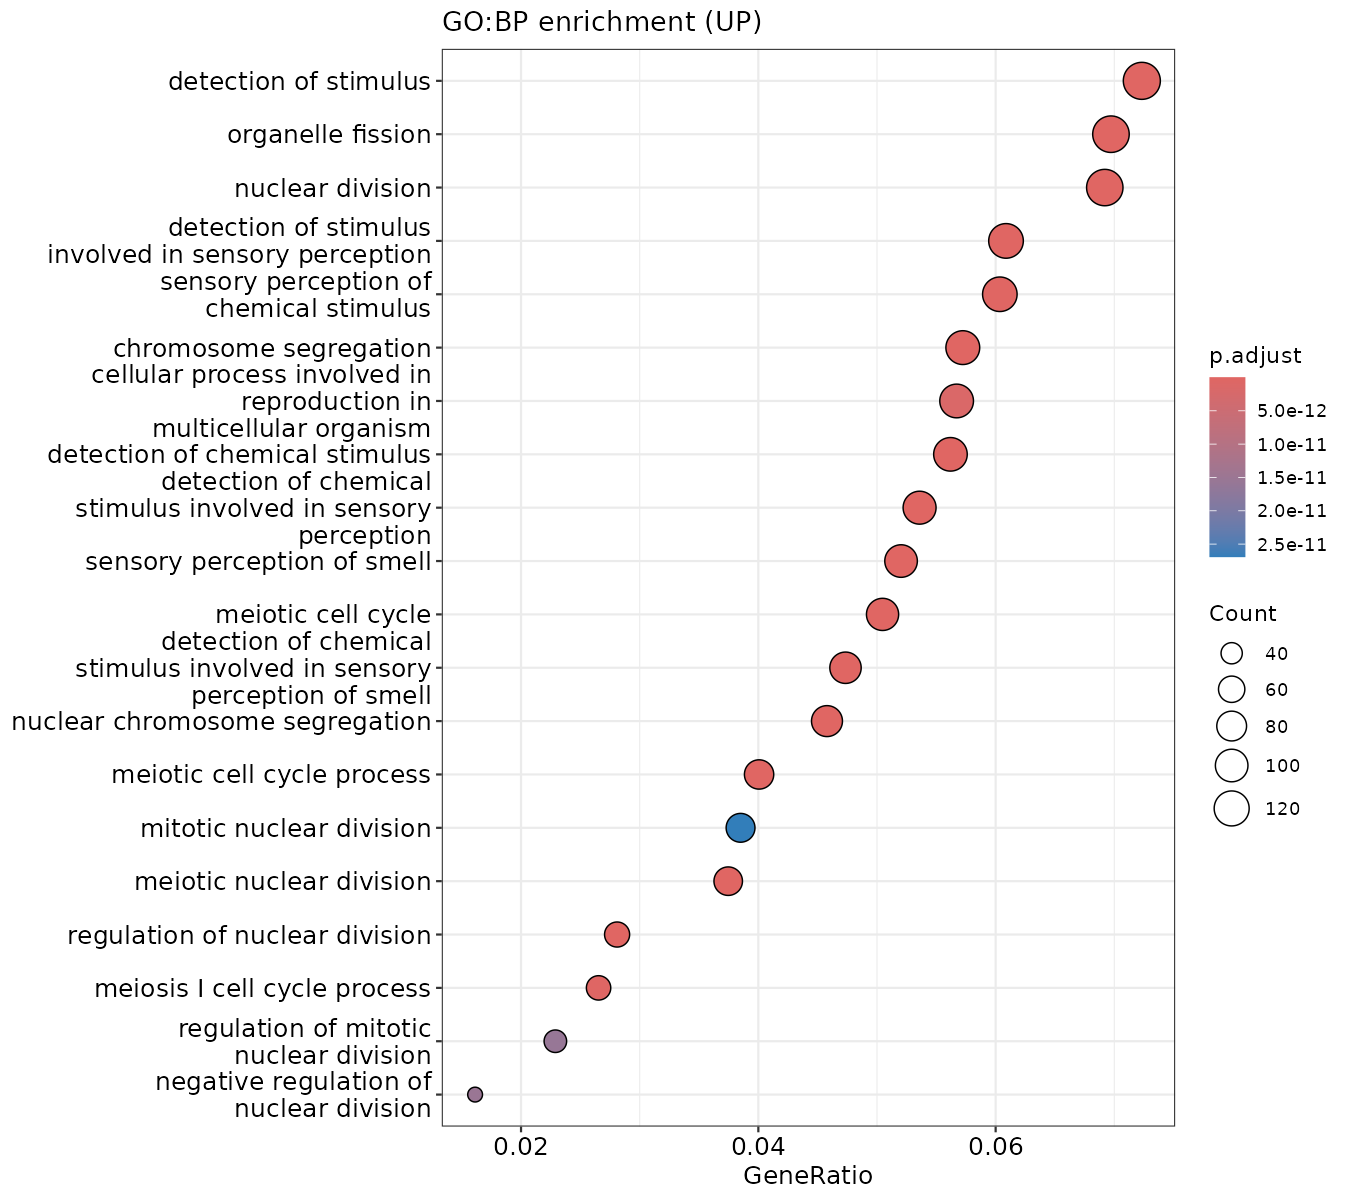 GO:BP enrichment (UP)
detection of stimulus
organelle fission
nuclear division
detection of stimulus
involved in sensory perception
sensory perception of
chemical stimulus
chromosome segregation
cellular process involved in
reproduction in
multicellular organism
detection of chemical stimulus
detection of chemical
stimulus involved in sensory
perception
sensory perception of smell
meiotic cell cycle
detection of chemical
stimulus involved in sensory
perception of smell
nuclear chromosome segregation
meiotic cell cycle process
mitotic nuclear division
meiotic nuclear division
regulation of nuclear division
meiosis I cell cycle process
regulation of mitotic
nuclear division
negative regulation of
nuclear division
0.02 0.04 0.06
GeneRatio
p.adjust
5.0e-12
1.0e-11
1.5e-11
2.0e-11
2.5e-11
Count
40
60
80
100
120